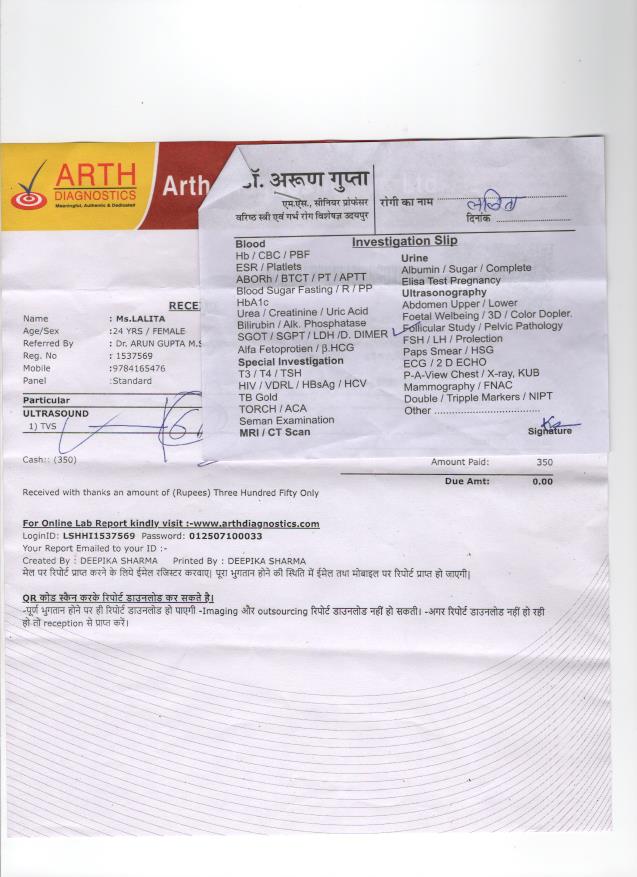 ARTH
DIAGNOSTICS
Meaningful, Authentic & Dedicated
Arth
डॉ. अरूण गुप्ता
एम.एस., सीनियर प्रोफेसर
वरिष्ठ स्त्री एवं गर्भ रोग विशेषज्ञ उदयपुर
रोगी का नाम ललिता
दिनांक
Investigation Slip
Blood
Hb / CBC / PBF
ESR / Platlets
ABORh / BTCT / PT / APTT
Blood Sugar Fasting / R / PP
HbA1c
Urea / Creatinine / Uric Acid
Bilirubin / Alk. Phosphatase
SGOT / SGPT / LDH /D. DIMER
Alfa Fetoprotien / β.HCG
Special Investigation
T3 / T4 / TSH
HIV / VDRL / HBsAg / HCV
TB Gold
TORCH / ACA
Seman Examination
MRI / CT Scan
Urine
Albumin / Sugar / Complete
Elisa Test Pregnancy
Ultrasonography
Abdomen Upper / Lower
Foetal Welbeing / 3D / Color Dopler.
Follicular Study / Pelvic Pathology
FSH / LH / Prolection
Paps Smear / HSG
ECG / 2 D ECHO
P-A-View Chest / X-ray, KUB
Mammography / FNAC
Double / Tripple Markers / NIPT
Other
Signature
RECE
Name : Ms.LALITA
Age/Sex :24 YRS / FEMALE
Referred By : Dr. ARUN GUPTA M.S
Reg. No : 1537569
Mobile :9784165476
Panel :Standard
Particular
ULTRASOUND
1) TVS
Cash:: (350)
Amount Paid: 350
Due Amt: 0.00
Received with thanks an amount of (Rupees) Three Hundred Fifty Only
For Online Lab Report kindly visit :-www.arthdiagnostics.com
LoginID: LSHHI1537569 Password: 012507100033
Your Report Emailed to your ID :-
Created By : DEEPIKA SHARMA Printed By : DEEPIKA SHARMA
मेल पर रिपोर्ट प्राप्त करने के लिये ईमेल रजिस्टर करवाए| पूरा भुगतान होने की स्थिति में ईमेल तथा मोबाइल पर रिपोर्ट प्राप्त हो जाएगी|
QR कोड स्कैन करके रिपोर्ट डाउनलोड कर सकते है|
-पूर्ण भुगतान होने पर ही रिपोर्ट डाउनलोड हो पाएगी -Imaging और outsourcing रिपोर्ट डाउनलोड नहीं हो सकती। -अगर रिपोर्ट डाउनलोड नहीं हो रही
हो तो reception से प्राप्त करें।